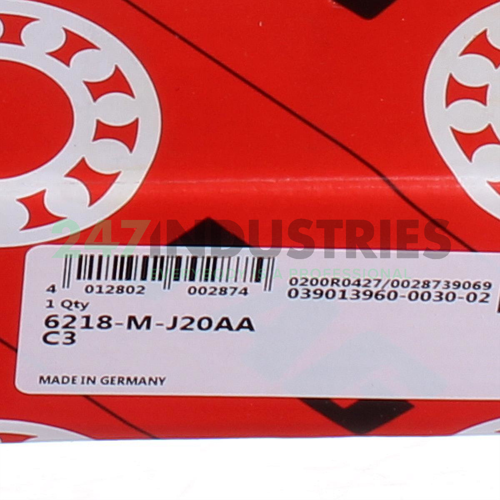 247INDUSTRIES
4 012802 002874
0200R0427/0028739069
039013960-0030-02
1 Qty
6218-M-J20AA
C3
MADE IN GERMANY